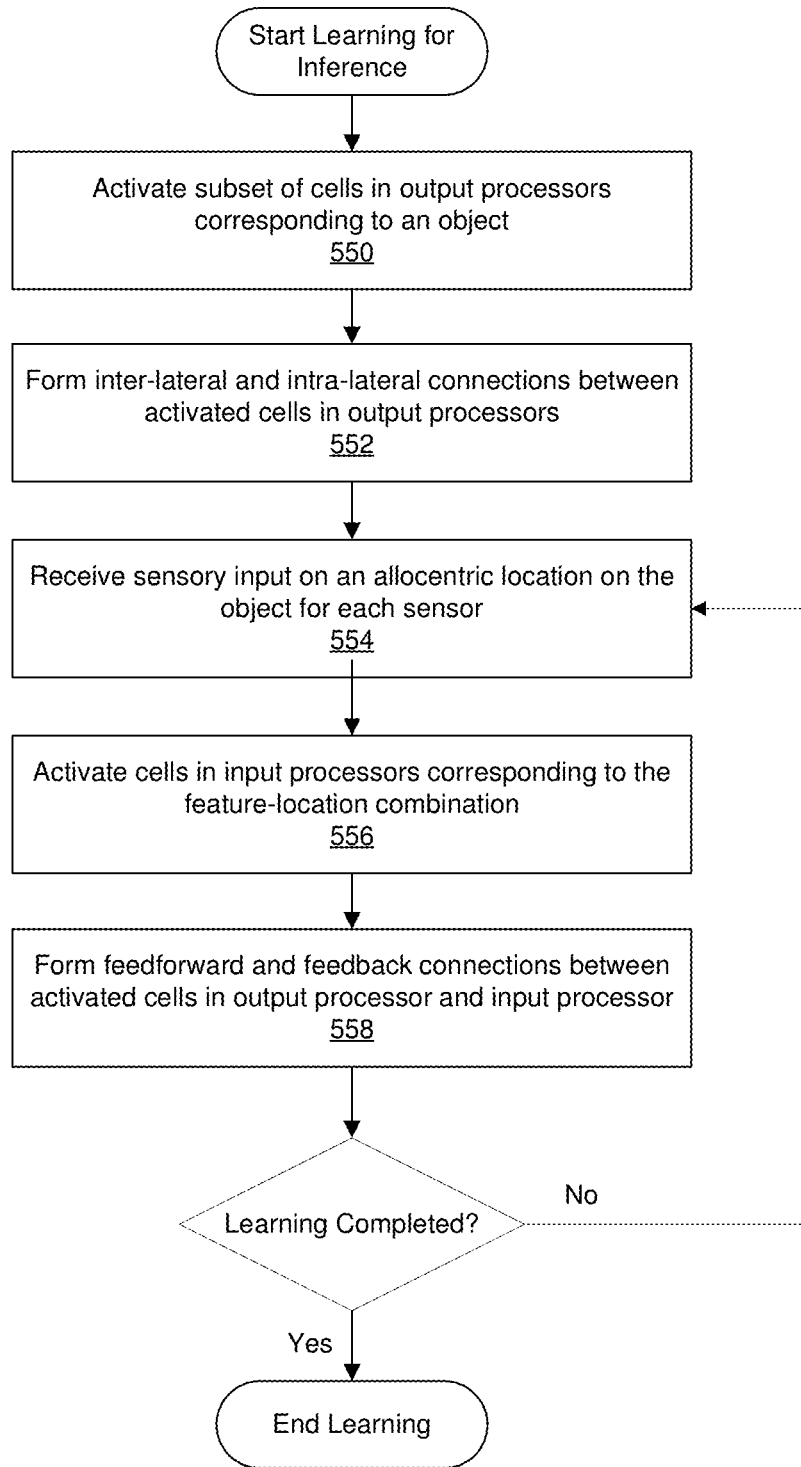 Start Learning for
Inference
Activate subset of cells in output processors
corresponding to an object
550
Form inter-lateral and intra-lateral connections between
activated cells in output processors
552
Receive sensory input on an allocentric location on the
object for each sensor
554
Activate cells in input processors corresponding to the
feature-location combination
556
Form feedforward and feedback connections between
activated cells in output processor and input processor
558
Learning Completed?
No
Yes
End Learning